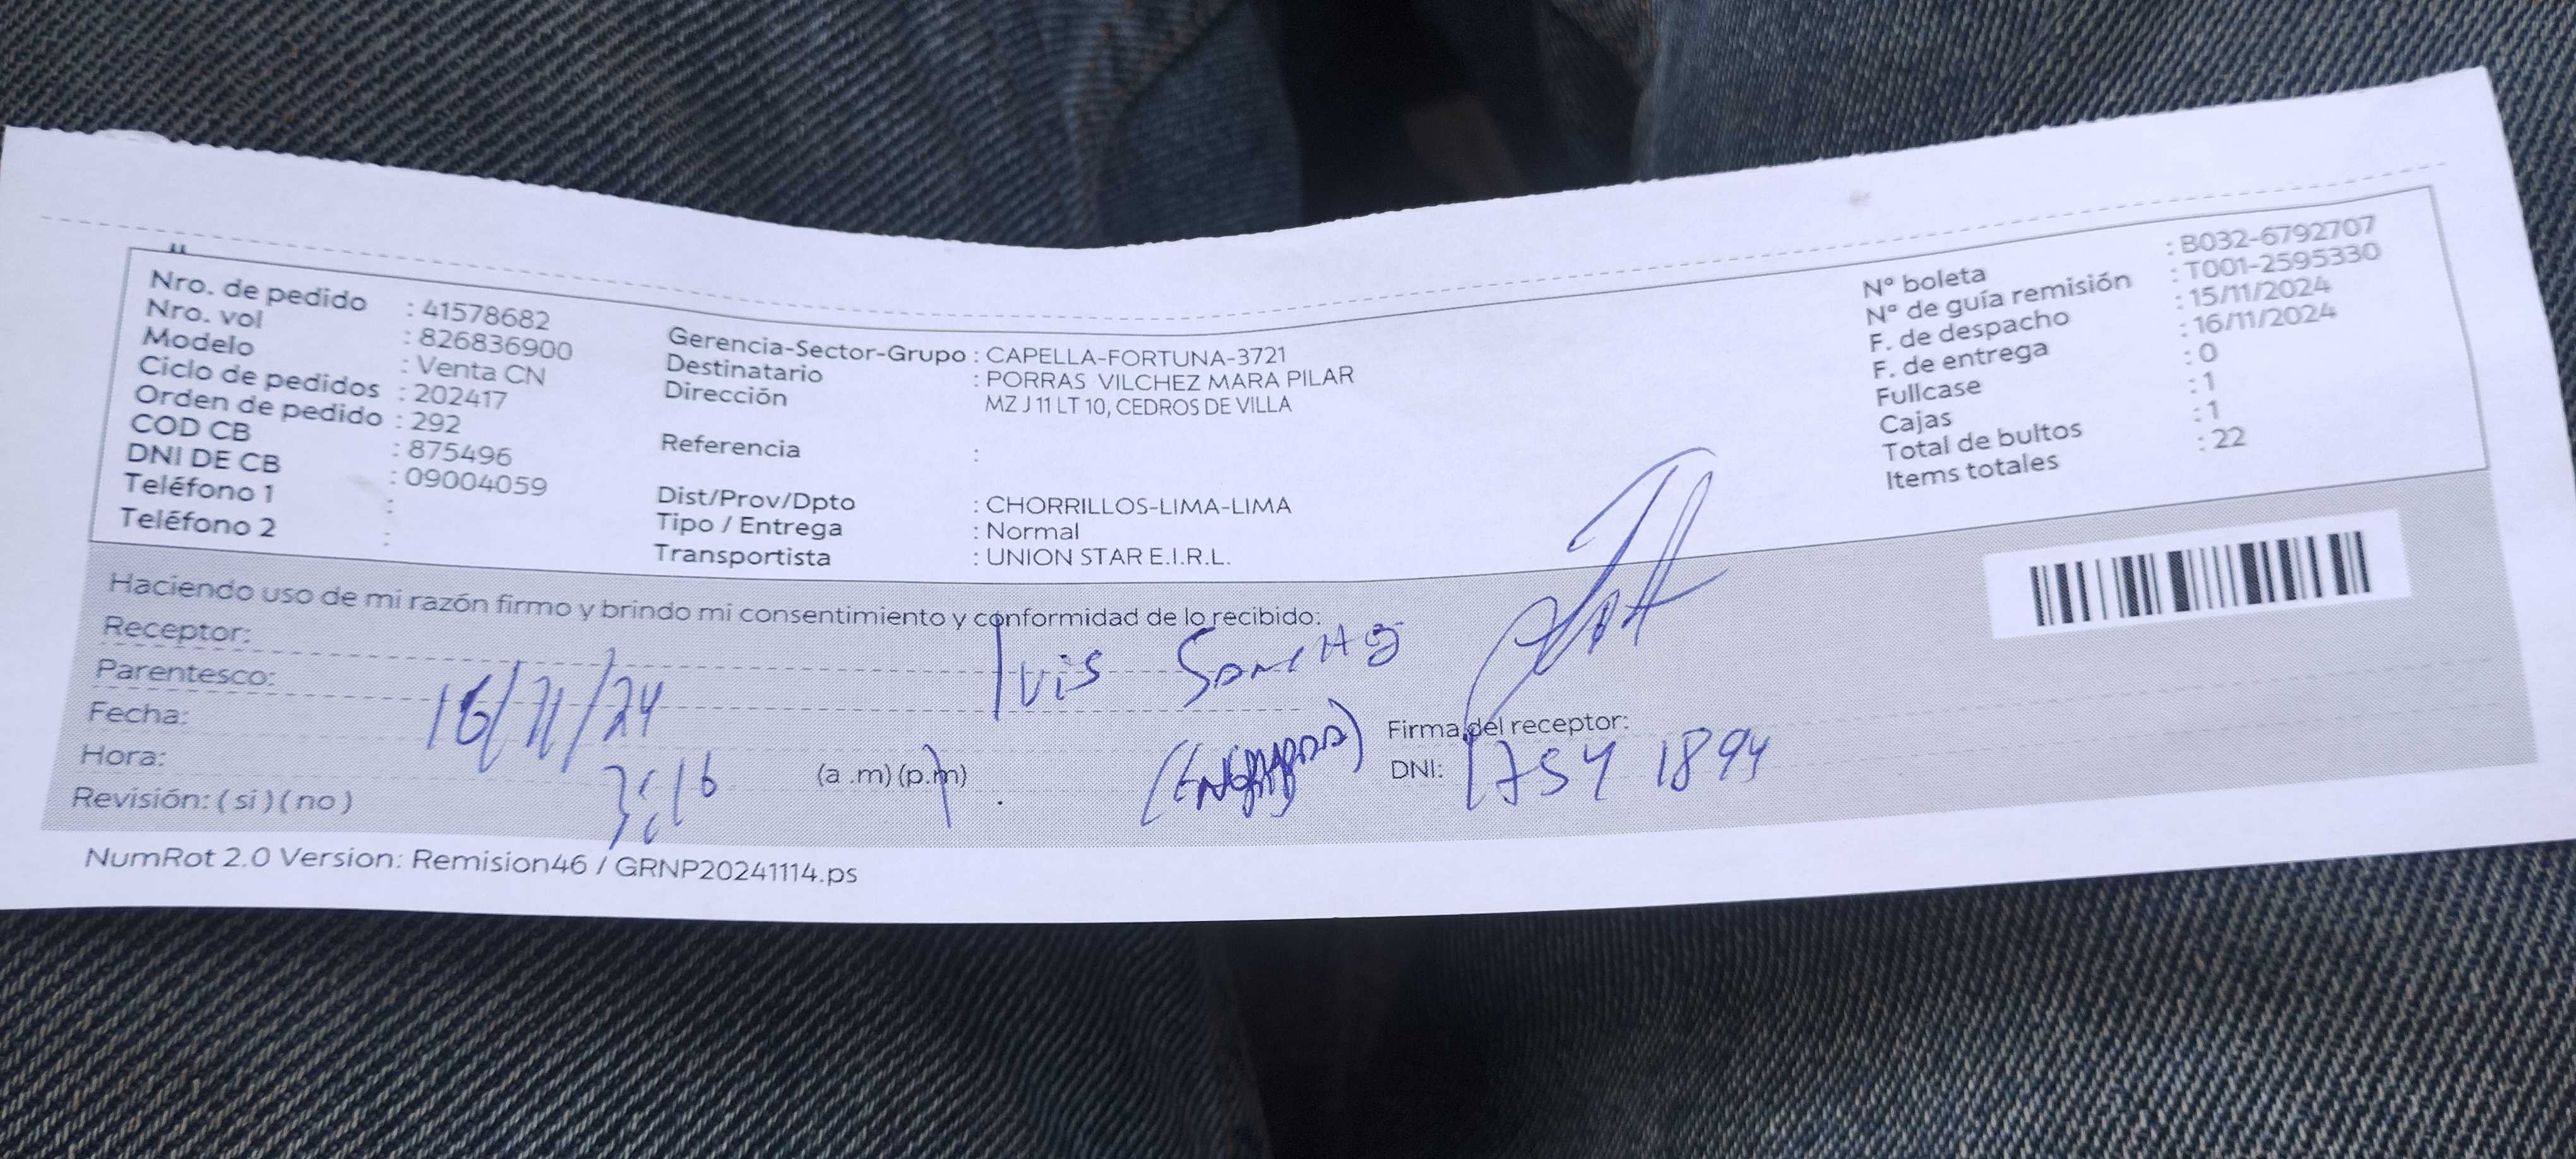 Nro. de pedido : 41578682
Nro. vol : 826836900
Modelo : Venta CN
Ciclo de pedidos : 202417
Orden de pedido : 292
COD CB : 875496
DNI DE CB : 09004059
Teléfono 1 :
Teléfono 2 :
Gerencia-Sector-Grupo : CAPELLA-FORTUNA-3721
Destinatario : PORRAS VILCHEZ MARA PILAR
Dirección MZ J 11 LT 10, CEDROS DE VILLA
Referencia :
Dist/Prov/Dpto : CHORRILLOS-LIMA-LIMA
Tipo / Entrega : Normal
Transportista : UNION STAR E.I.R.L.
N° boleta : B032-6792707
N° de guía remisión : T001-2595330
F. de despacho : 15/11/2024
F. de entrega : 16/11/2024
Fullcase : 0
Cajas : 1
Total de bultos : 1
Items totales : 22
Haciendo uso de mi razón firmo y brindo mi consentimiento y conformidad de lo recibido:
Receptor:
Parentesco:
Fecha: 16/11/24
Hora: 3:16 (a .m) (p.m)
Revisión: ( si ) ( no )
Firma del receptor:
DNI:
NumRot 2.0 Version: Remision46 / GRNP20241114.ps